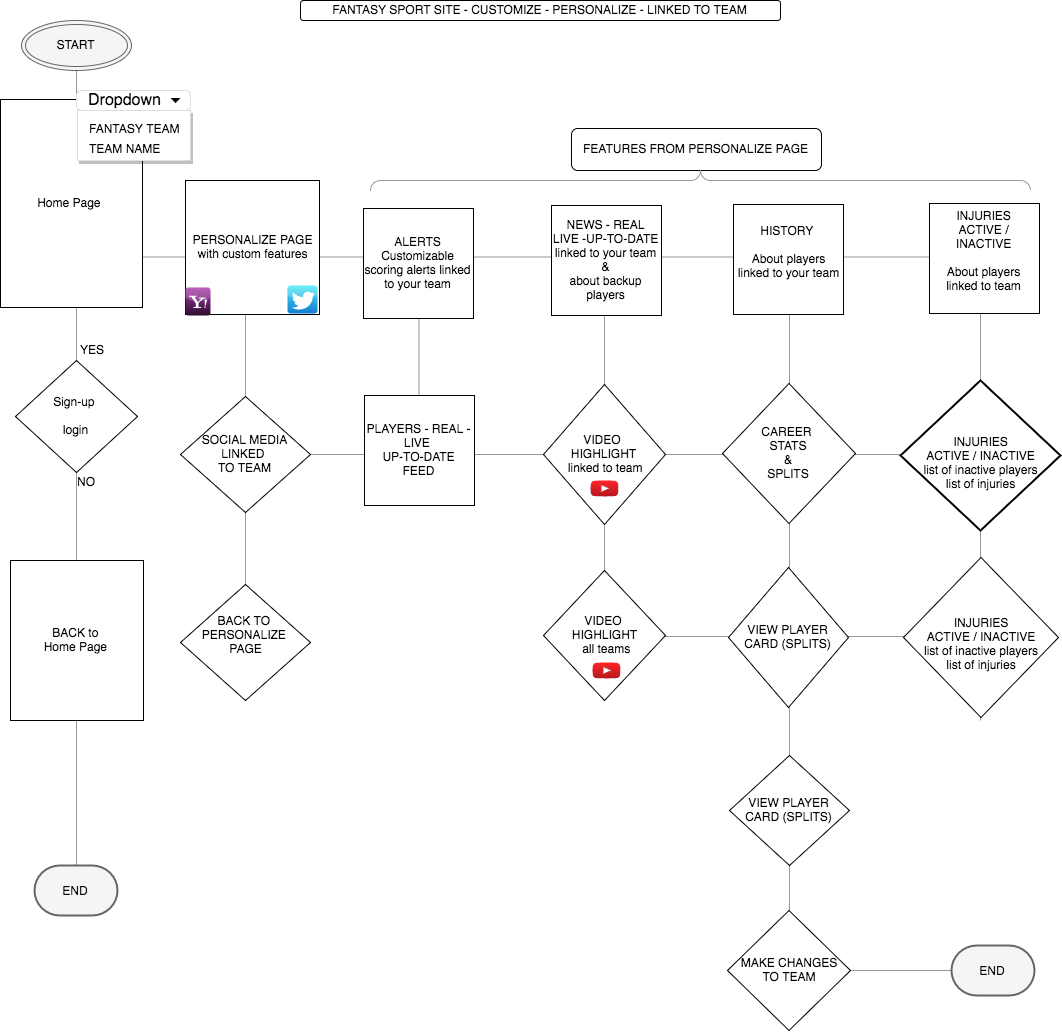 FANTASY SPORT SITE - CUSTOMIZE - PERSONALIZE - LINKED TO TEAM
START
Dropdown
FANTASY TEAM
TEAM NAME
Home Page
FEATURES FROM PERSONALIZE PAGE
PERSONALIZE PAGE
with custom features
Y!
ALERTS
Customizable
scoring alerts linked
to your team
NEWS - REAL
LIVE -UP-TO-DATE
linked to your team
&
about backup
players
HISTORY
About players
linked to your team
INJURIES
ACTIVE /
INACTIVE
About players
linked to team
YES
Sign-up
login
NO
SOCIAL MEDIA
LINKED
TO TEAM
PLAYERS - REAL -
LIVE
UP-TO-DATE
FEED
VIDEO
HIGHLIGHT
linked to team
CAREER
STATS
&
SPLITS
INJURIES
ACTIVE / INACTIVE
list of inactive players
list of injuries
BACK to
Home Page
BACK TO
PERSONALIZE
PAGE
VIDEO
HIGHLIGHT
all teams
VIEW PLAYER
CARD (SPLITS)
INJURIES
ACTIVE / INACTIVE
list of inactive players
list of injuries
VIEW PLAYER
CARD (SPLITS)
END
MAKE CHANGES
TO TEAM
END